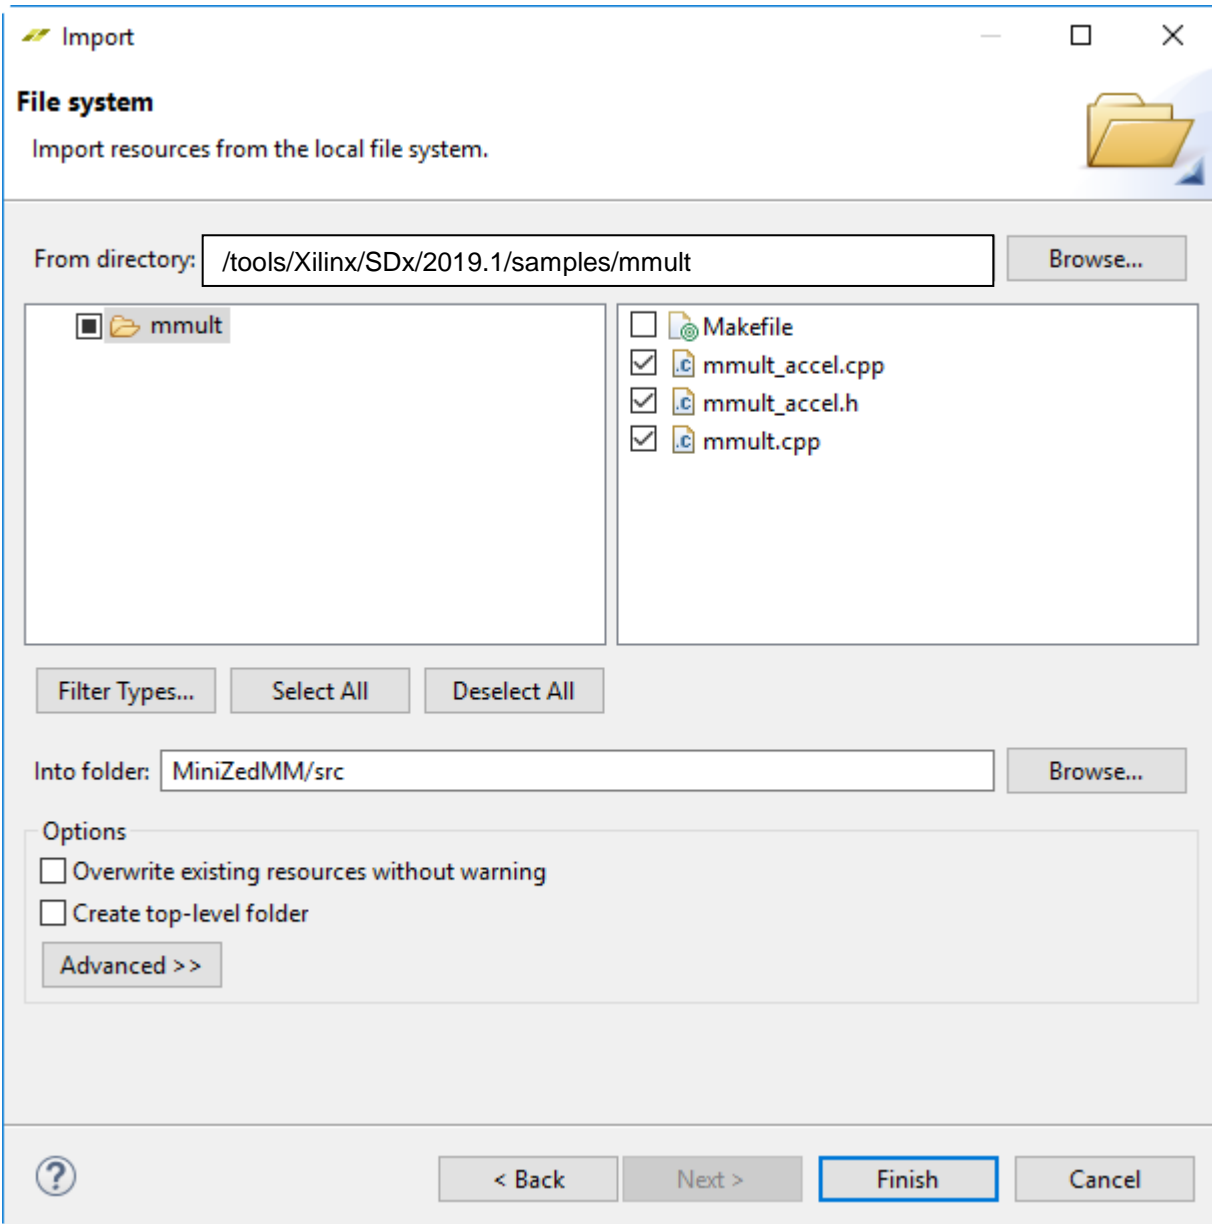 Import
File system
Import resources from the local file system.
From directory: /tools/Xilinx/SDx/2019.1/samples/mmult Browse...
mmult
Makefile
.c mmult_accel.cpp
.c mmult_accel.h
.c mmult.cpp
Filter Types... Select All Deselect All
Into folder: MiniZedMM/src Browse...
Options
Overwrite existing resources without warning
Create top-level folder
Advanced >>
? < Back Next > Finish Cancel